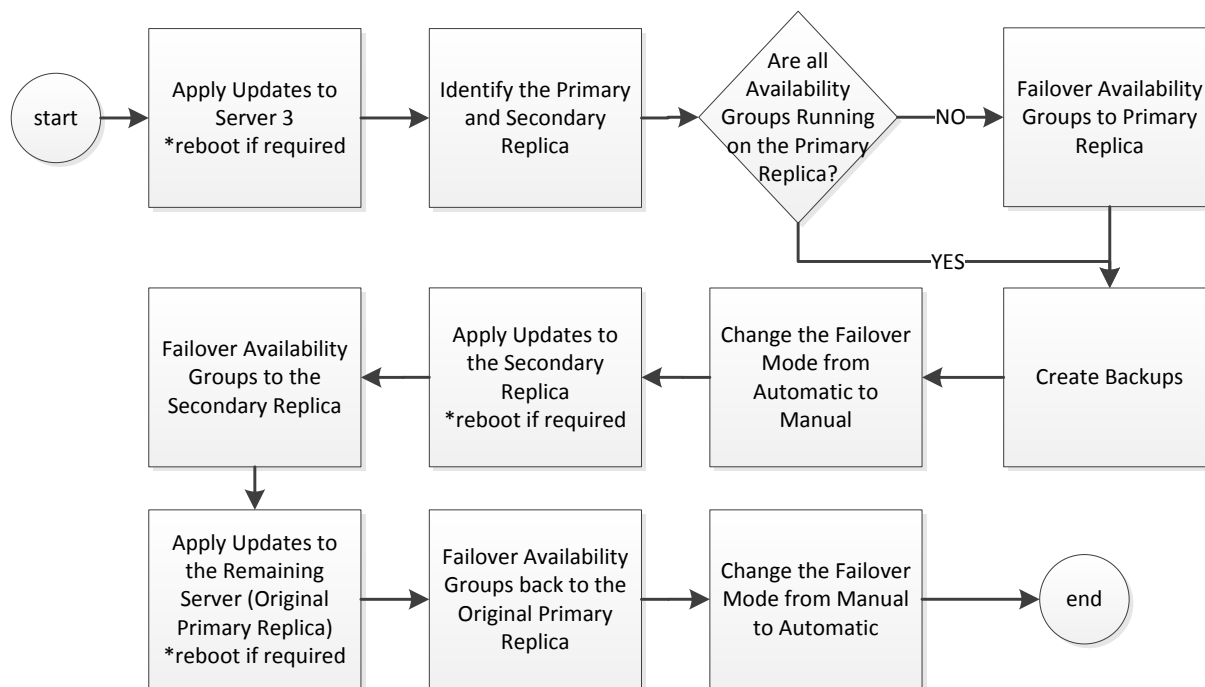 start
Apply Updates to
Server 3
*reboot if required
Identify the Primary
and Secondary
Replica
Are all
Availability
Groups Running
on the Primary
Replica?
NO
Failover Availability
Groups to Primary
Replica
YES
Create Backups
Change the Failover
Mode from
Automatic to
Manual
Apply Updates to
the Secondary
Replica
*reboot if required
Failover Availability
Groups to the
Secondary Replica
Apply Updates to
the Remaining
Server (Original
Primary Replica)
*reboot if required
Failover Availability
Groups back to the
Original Primary
Replica
Change the Failover
Mode from Manual
to Automatic
end